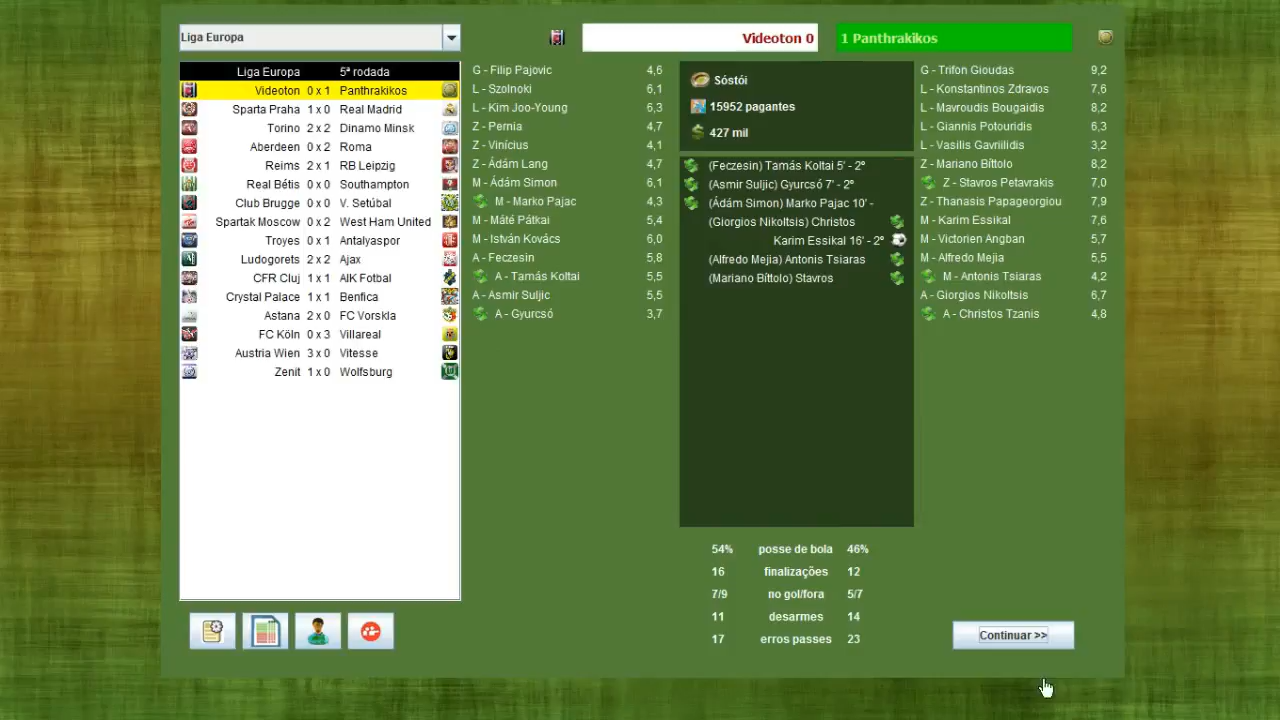 Liga Europa
Videoton 0
1 Panthrakikos
Liga Europa 5ª rodada
Videoton 0 x 1 Panthrakikos
Sparta Praha 1 x 0 Real Madrid
Torino 2 x 2 Dinamo Minsk
Aberdeen 0 x 2 Roma
Reims 2 x 1 RB Leipzig
Real Bétis 0 x 0 Southampton
Club Brugge 0 x 0 V. Setúbal
Spartak Moscow 0 x 2 West Ham United
Troyes 0 x 1 Antalyaspor
Ludogorets 2 x 2 Ajax
CFR Cluj 1 x 1 AIK Fotbal
Crystal Palace 1 x 1 Benfica
Astana 2 x 0 FC Vorskla
FC Köln 0 x 3 Villareal
Austria Wien 3 x 0 Vitesse
Zenit 1 x 0 Wolfsburg
G - Filip Pajovic 4,6
L - Szolnoki 6,1
L - Kim Joo-Young 6,3
Z - Pernia 4,7
Z - Vinícius 4,1
Z - Ádám Lang 4,7
M - Ádám Simon 6,1
M - Marko Pajac 4,3
M - Máté Pátkai 5,4
M - István Kovács 6,0
A - Feczesin 5,8
A - Tamás Koltai 5,5
A - Asmir Suljic 5,5
A - Gyurcsó 3,7
Sóstói
15952 pagantes
427 mil
(Feczesin) Tamás Koltai 5' - 2º
(Asmir Suljic) Gyurcsó 7' - 2º
(Ádám Simon) Marko Pajac 10' -
(Giorgios Nikoltsis) Christos
Karim Essikal 16' - 2º
(Alfredo Mejia) Antonis Tsiaras
(Mariano Bíttolo) Stavros
54% posse de bola 46%
16 finalizações 12
7/9 no gol/fora 5/7
11 desarmes 14
17 erros passes 23
G - Trifon Gioudas 9,2
L - Konstantinos Zdravos 7,6
L - Mavroudis Bougaidis 8,2
L - Giannis Potouridis 6,3
L - Vasilis Gavriilidis 3,2
Z - Mariano Bíttolo 8,2
Z - Stavros Petavrakis 7,0
Z - Thanasis Papageorgiou 7,9
M - Karim Essikal 7,6
M - Victorien Angban 5,7
M - Alfredo Mejia 5,5
M - Antonis Tsiaras 4,2
A - Giorgios Nikoltsis 6,7
A - Christos Tzanis 4,8
Continuar >>